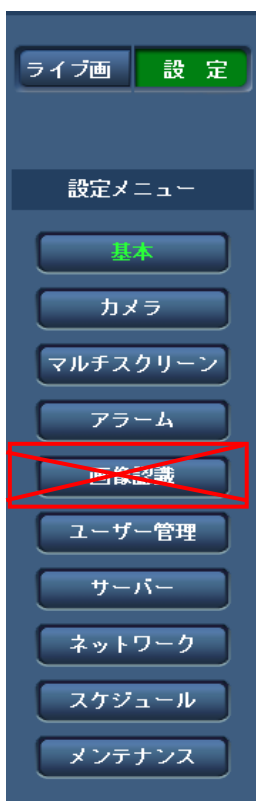 ライブ画
設 定
設定メニュー
基本
カメラ
マルチスクリーン
アラーム
画像認識
ユーザー管理
サーバー
ネットワーク
スケジュール
メンテナンス